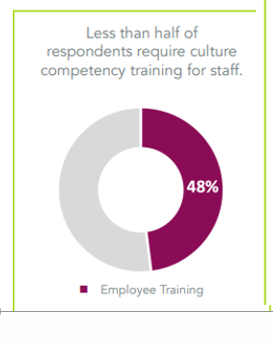 Less than half of
respondents require culture
competency training for staff.
48%
Employee Training